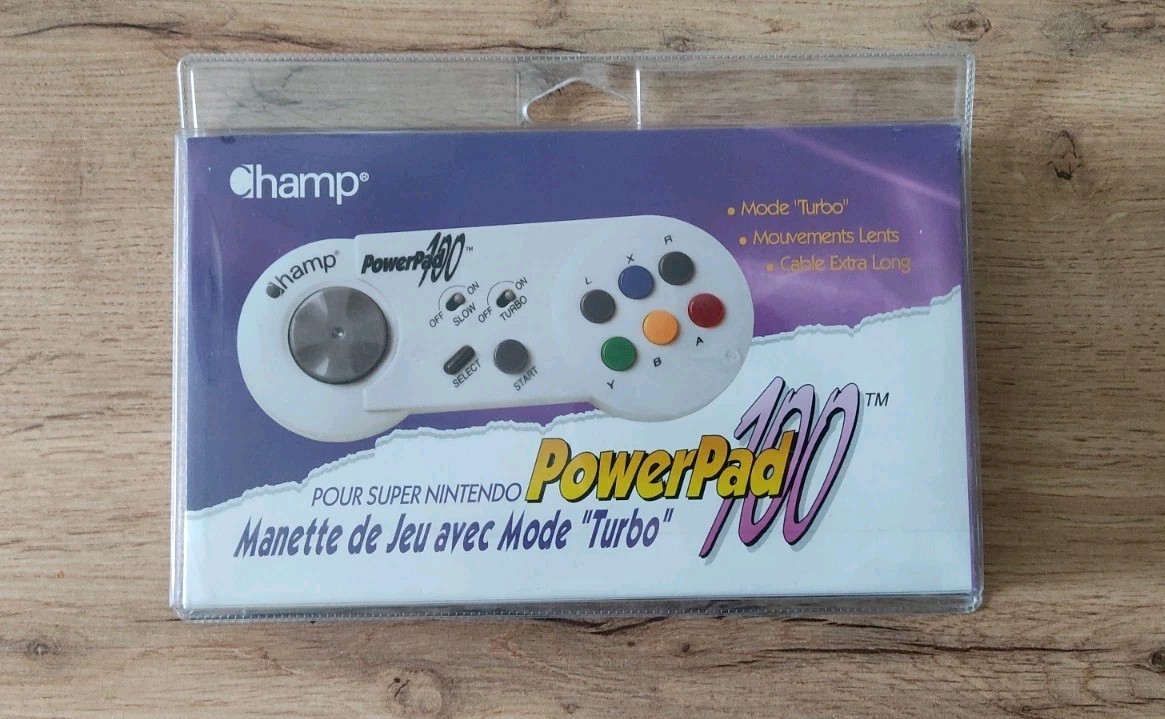 Champ®
• Mode "Turbo"
• Mouvements Lents
• Cable Extra Long
Champ®
PowerPad 100™
OFF ON
SLOW
OFF ON
TURBO
SELECT
START
L
X
R
Y
B
A
POUR SUPER NINTENDO PowerPad 100™
Manette de Jeu avec Mode "Turbo"